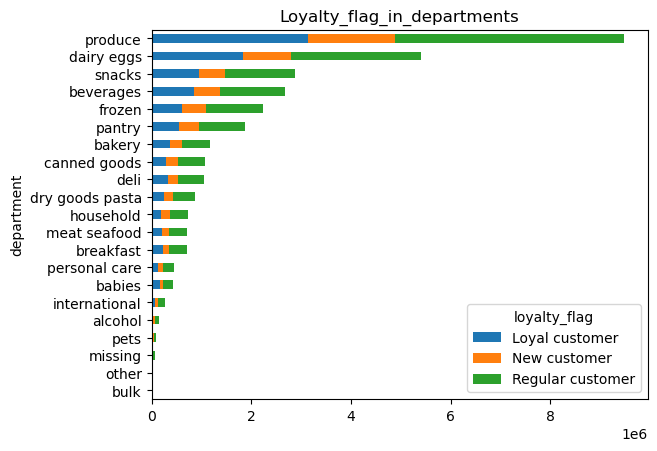 Loyalty_flag_in_departments
department
produce
dairy eggs
snacks
beverages
frozen
pantry
bakery
canned goods
deli
dry goods pasta
household
meat seafood
breakfast
personal care
babies
international
alcohol
pets
missing
other
bulk
loyalty_flag
Loyal customer
New customer
Regular customer
0 2 4 6 8
1e6